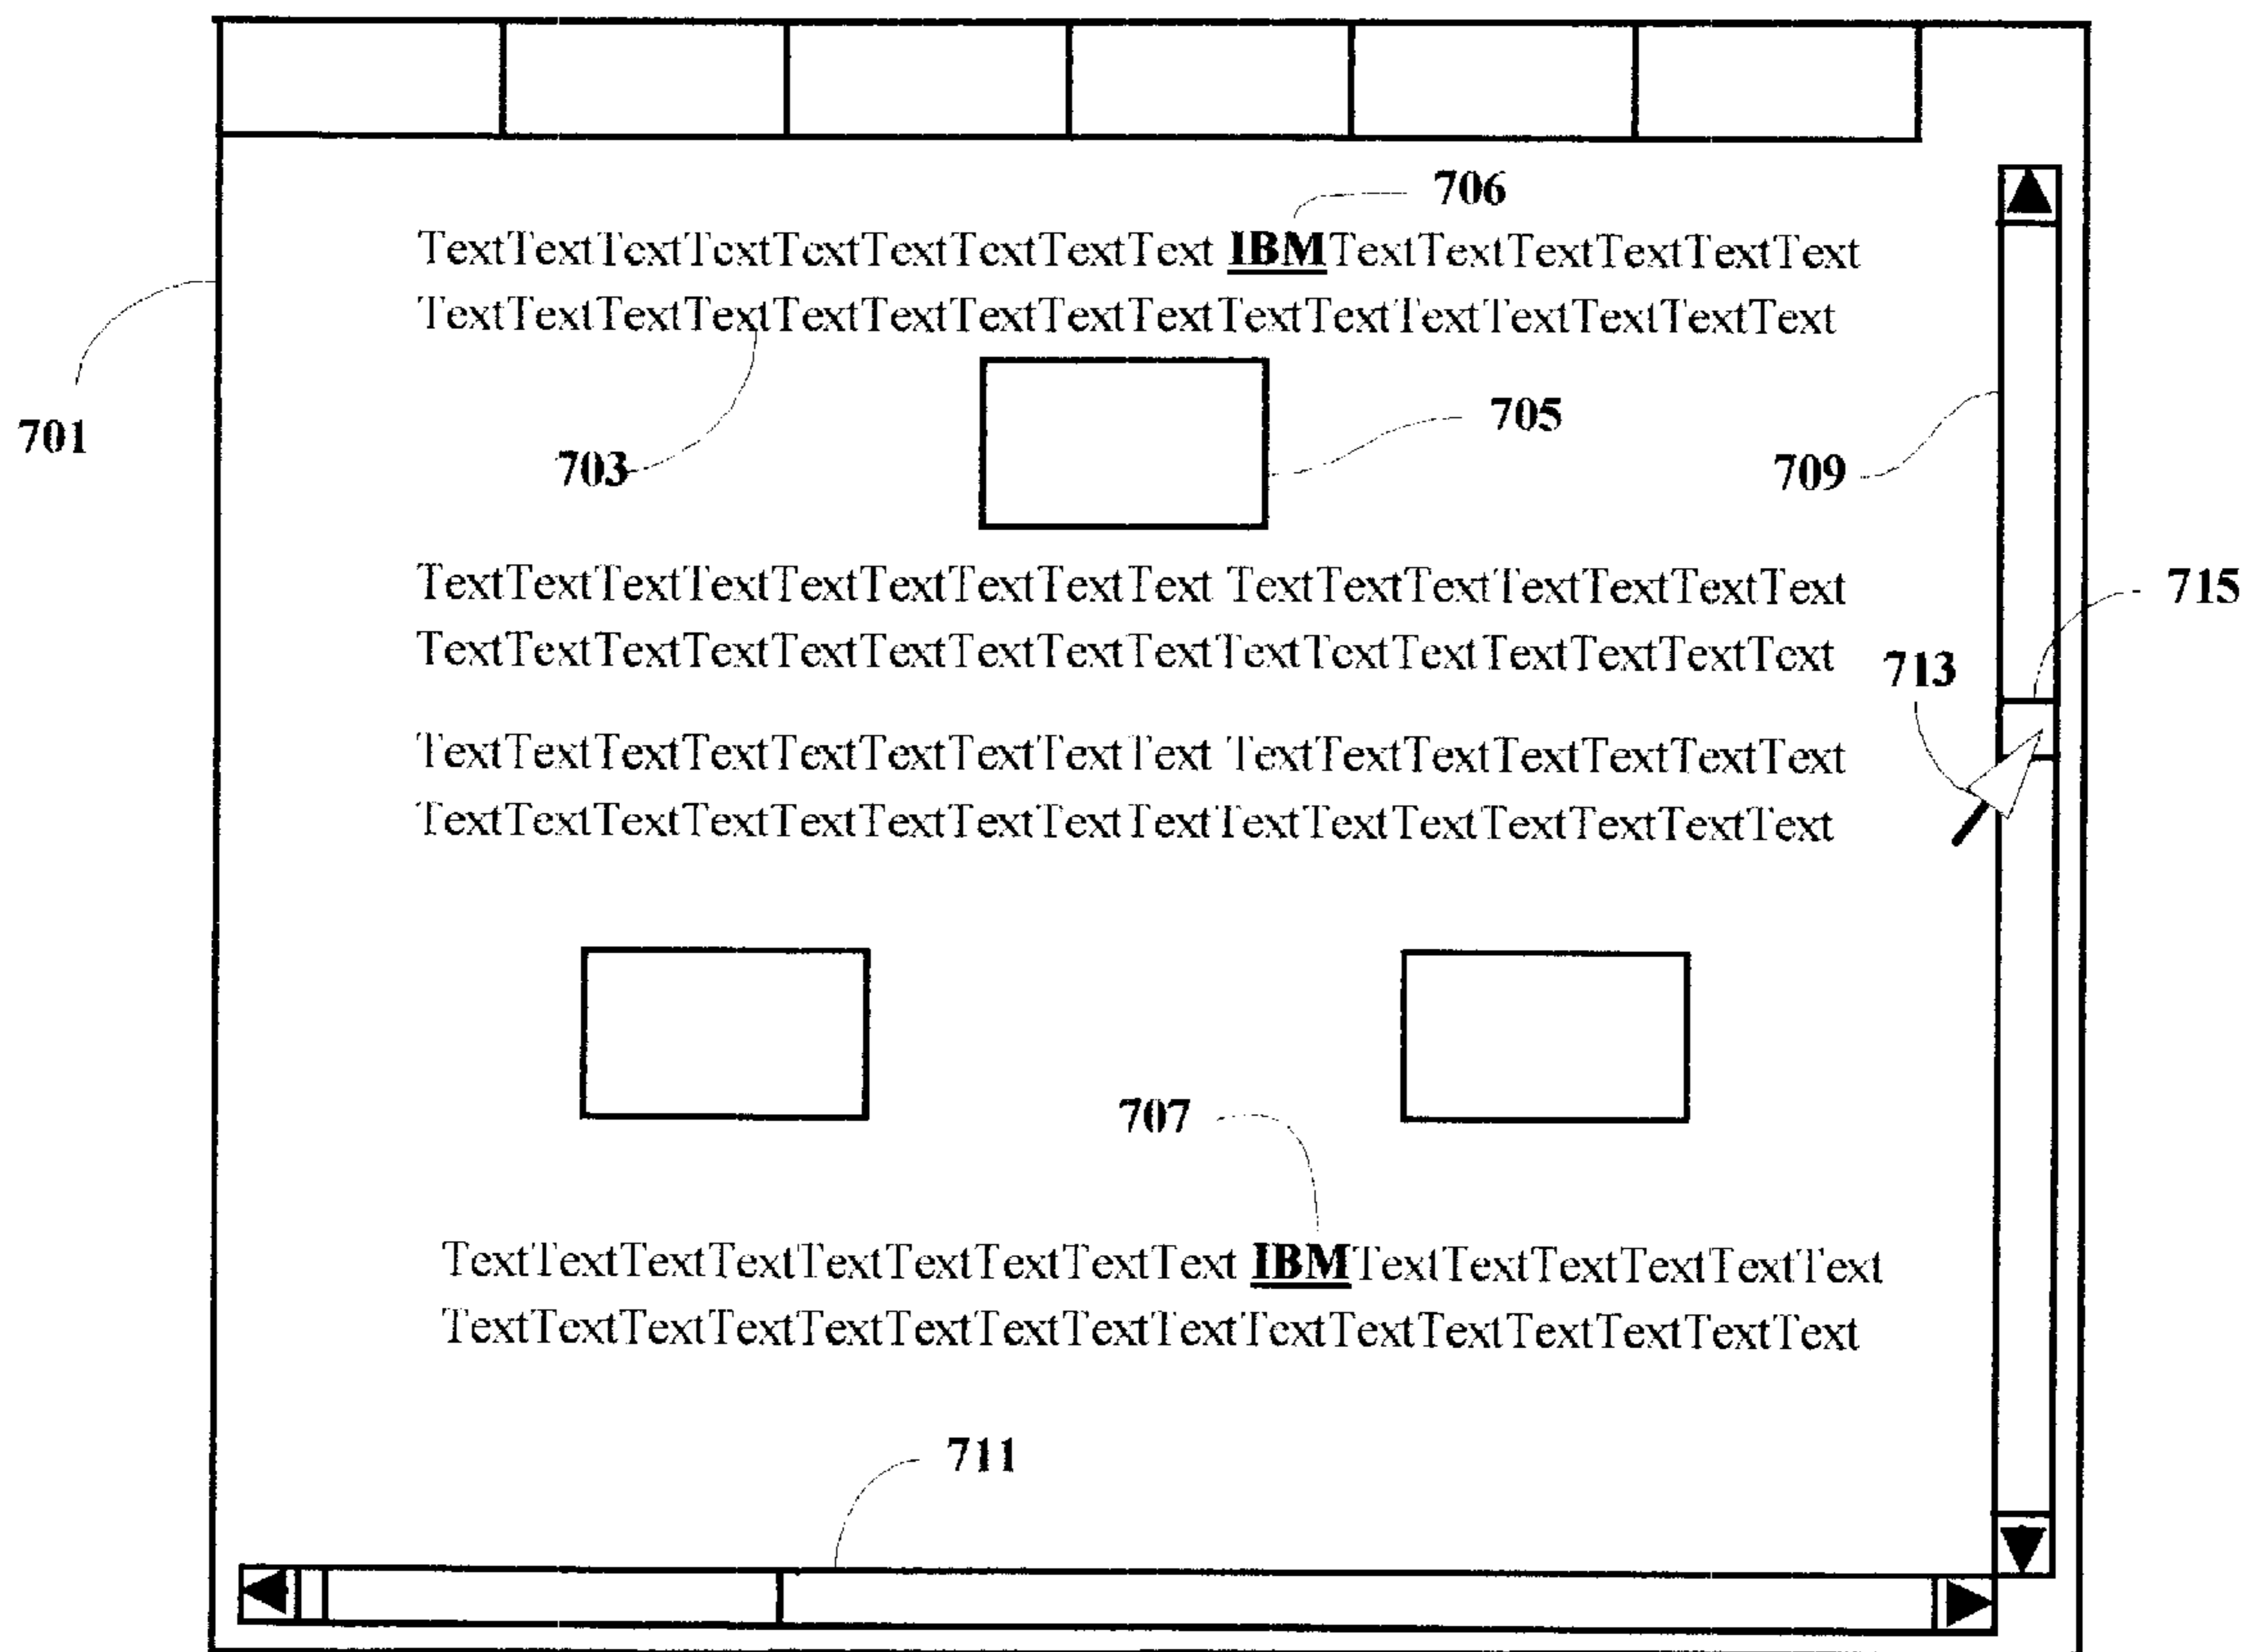 706
TextTextTextTextTextTextTextTextText IBMTextTextTextTextTextText
TextTextTextTextTextTextTextTextTextTextTextTextTextTextTextText
701
703
705
709
TextTextTextTextTextTextTextTextText TextTextTextTextTextTextText
715
TextTextTextTextTextTextTextTextTextTextTextTextTextTextTextText
713
TextTextTextTextTextTextTextTextText TextTextTextTextTextTextText
TextTextTextTextTextTextTextTextTextTextTextTextTextTextTextText
707
TextTextTextTextTextTextTextTextText IBMTextTextTextTextTextText
TextTextTextTextTextTextTextTextTextTextTextTextTextTextTextText
711